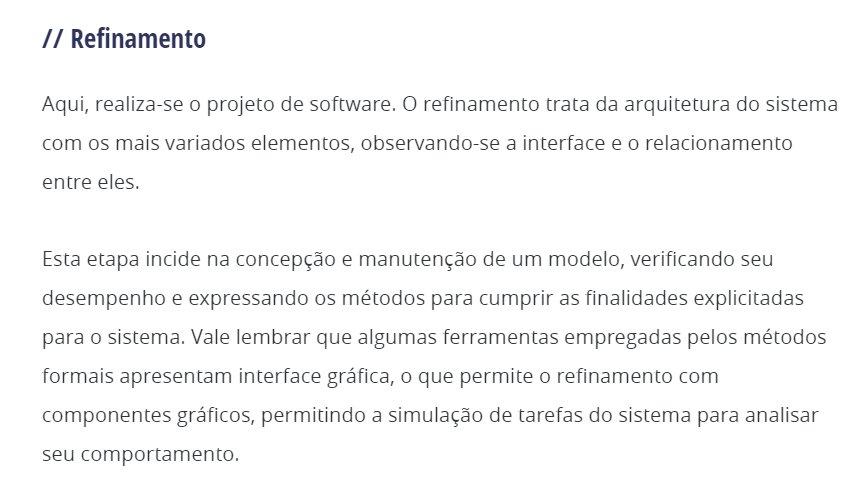 // Refinamento
Aqui, realiza-se o projeto de software. O refinamento trata da arquitetura do sistema
com os mais variados elementos, observando-se a interface e o relacionamento
entre eles.
Esta etapa incide na concepção e manutenção de um modelo, verificando seu
desempenho e expressando os métodos para cumprir as finalidades explicitadas
para o sistema. Vale lembrar que algumas ferramentas empregadas pelos métodos
formais apresentam interface gráfica, o que permite o refinamento com
componentes gráficos, permitindo a simulação de tarefas do sistema para analisar
seu comportamento.